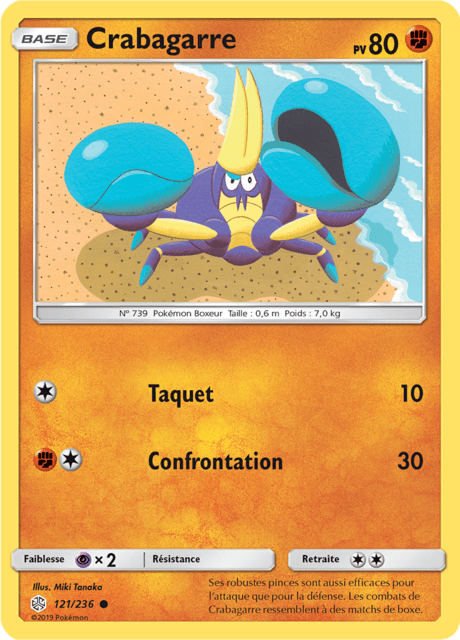 BASE Crabagarre PV 80
N° 739 Pokémon Boxeur Taille : 0,6 m Poids : 7,0 kg
Taquet 10
Confrontation 30
Faiblesse × 2 Résistance Retraite
Illus. Miki Tanaka
121/236
©2019 Pokémon
Ses robustes pinces sont aussi efficaces pour
l'attaque que pour la défense. Les combats de
Crabagarre ressemblent à des matchs de boxe.